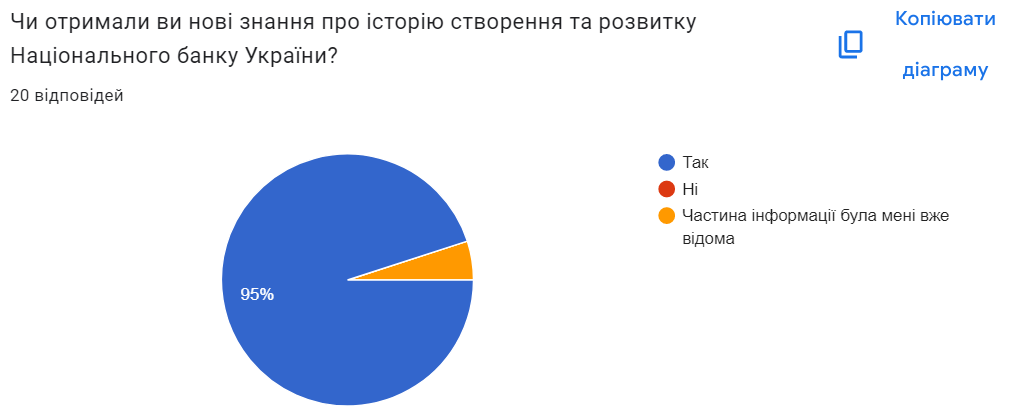 Чи отримали ви нові знання про історію створення та розвитку
Національного банку України?
Копіювати
діаграму
20 відповідей
Так
Ні
Частина інформації була мені вже
відома
95%